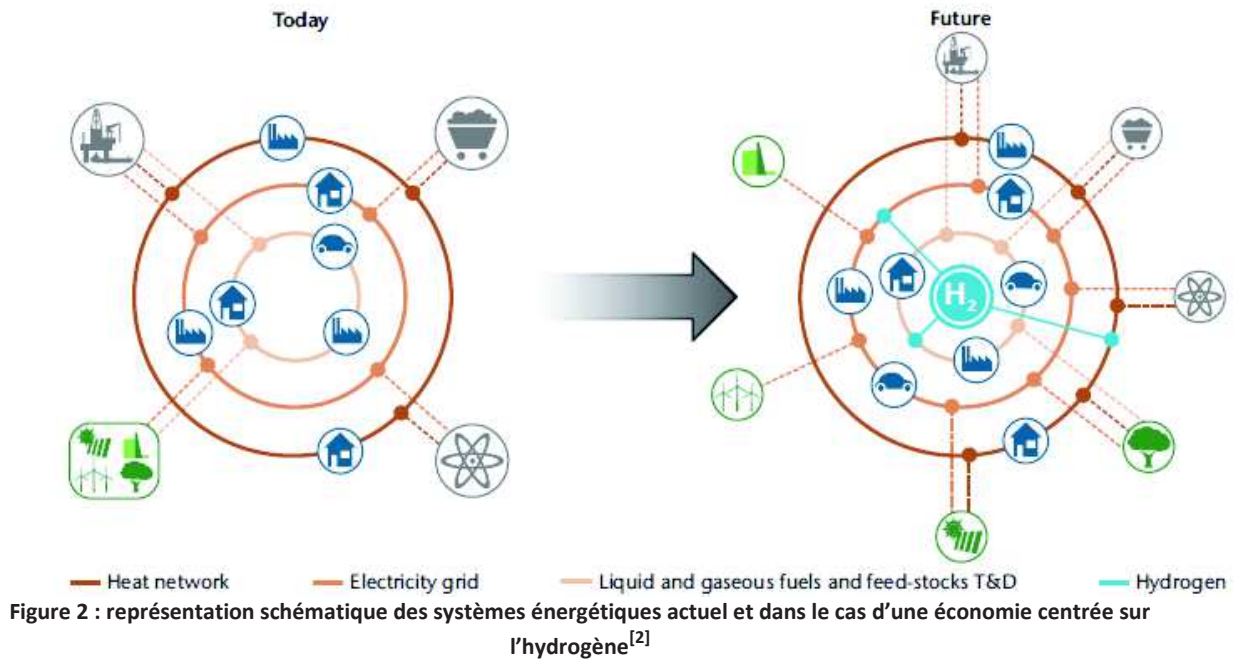 Today
Future
H2
Heat network
Electricity grid
Liquid and gaseous fuels and feed-stocks T&D
Hydrogen
Figure 2 : représentation schématique des systèmes énergétiques actuel et dans le cas d’une économie centrée sur
l’hydrogène[2]